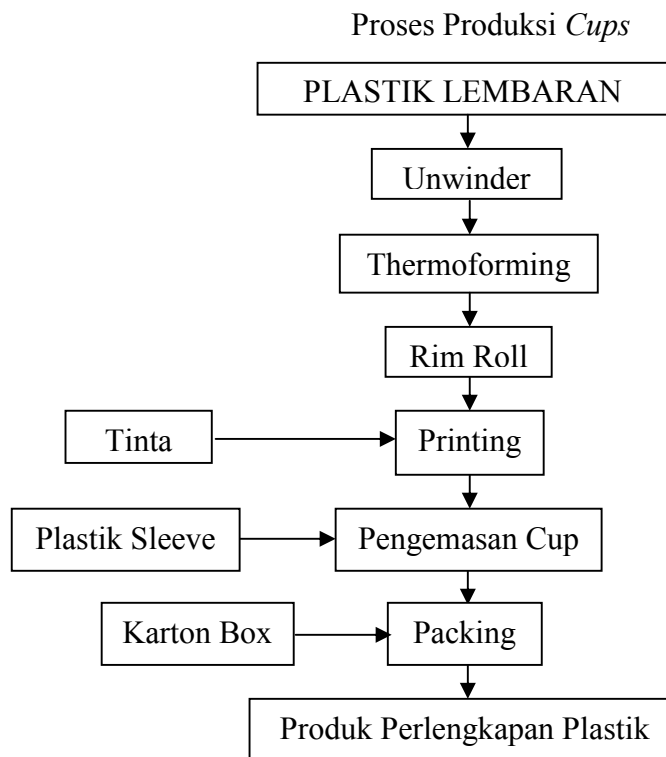 Proses Produksi Cups
PLASTIK LEMBARAN
Unwinder
Thermoforming
Rim Roll
Tinta
Printing
Plastik Sleeve
Pengemasan Cup
Karton Box
Packing
Produk Perlengkapan Plastik